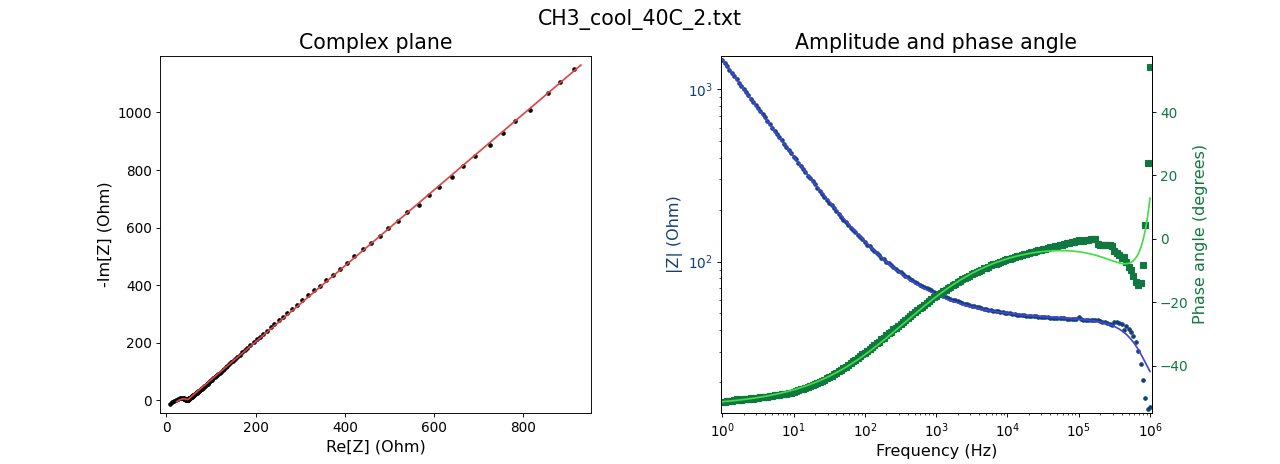 CH3_cool_40C_2.txt
Complex plane
-Im[Z] (Ohm)
1000
800
600
400
200
0
0 200 400 600 800
Re[Z] (Ohm)
Amplitude and phase angle
|Z| (Ohm)
10³
10²
40
20
0
−20
−40
Phase angle (degrees)
10⁰ 10¹ 10² 10³ 10⁴ 10⁵ 10⁶
Frequency (Hz)